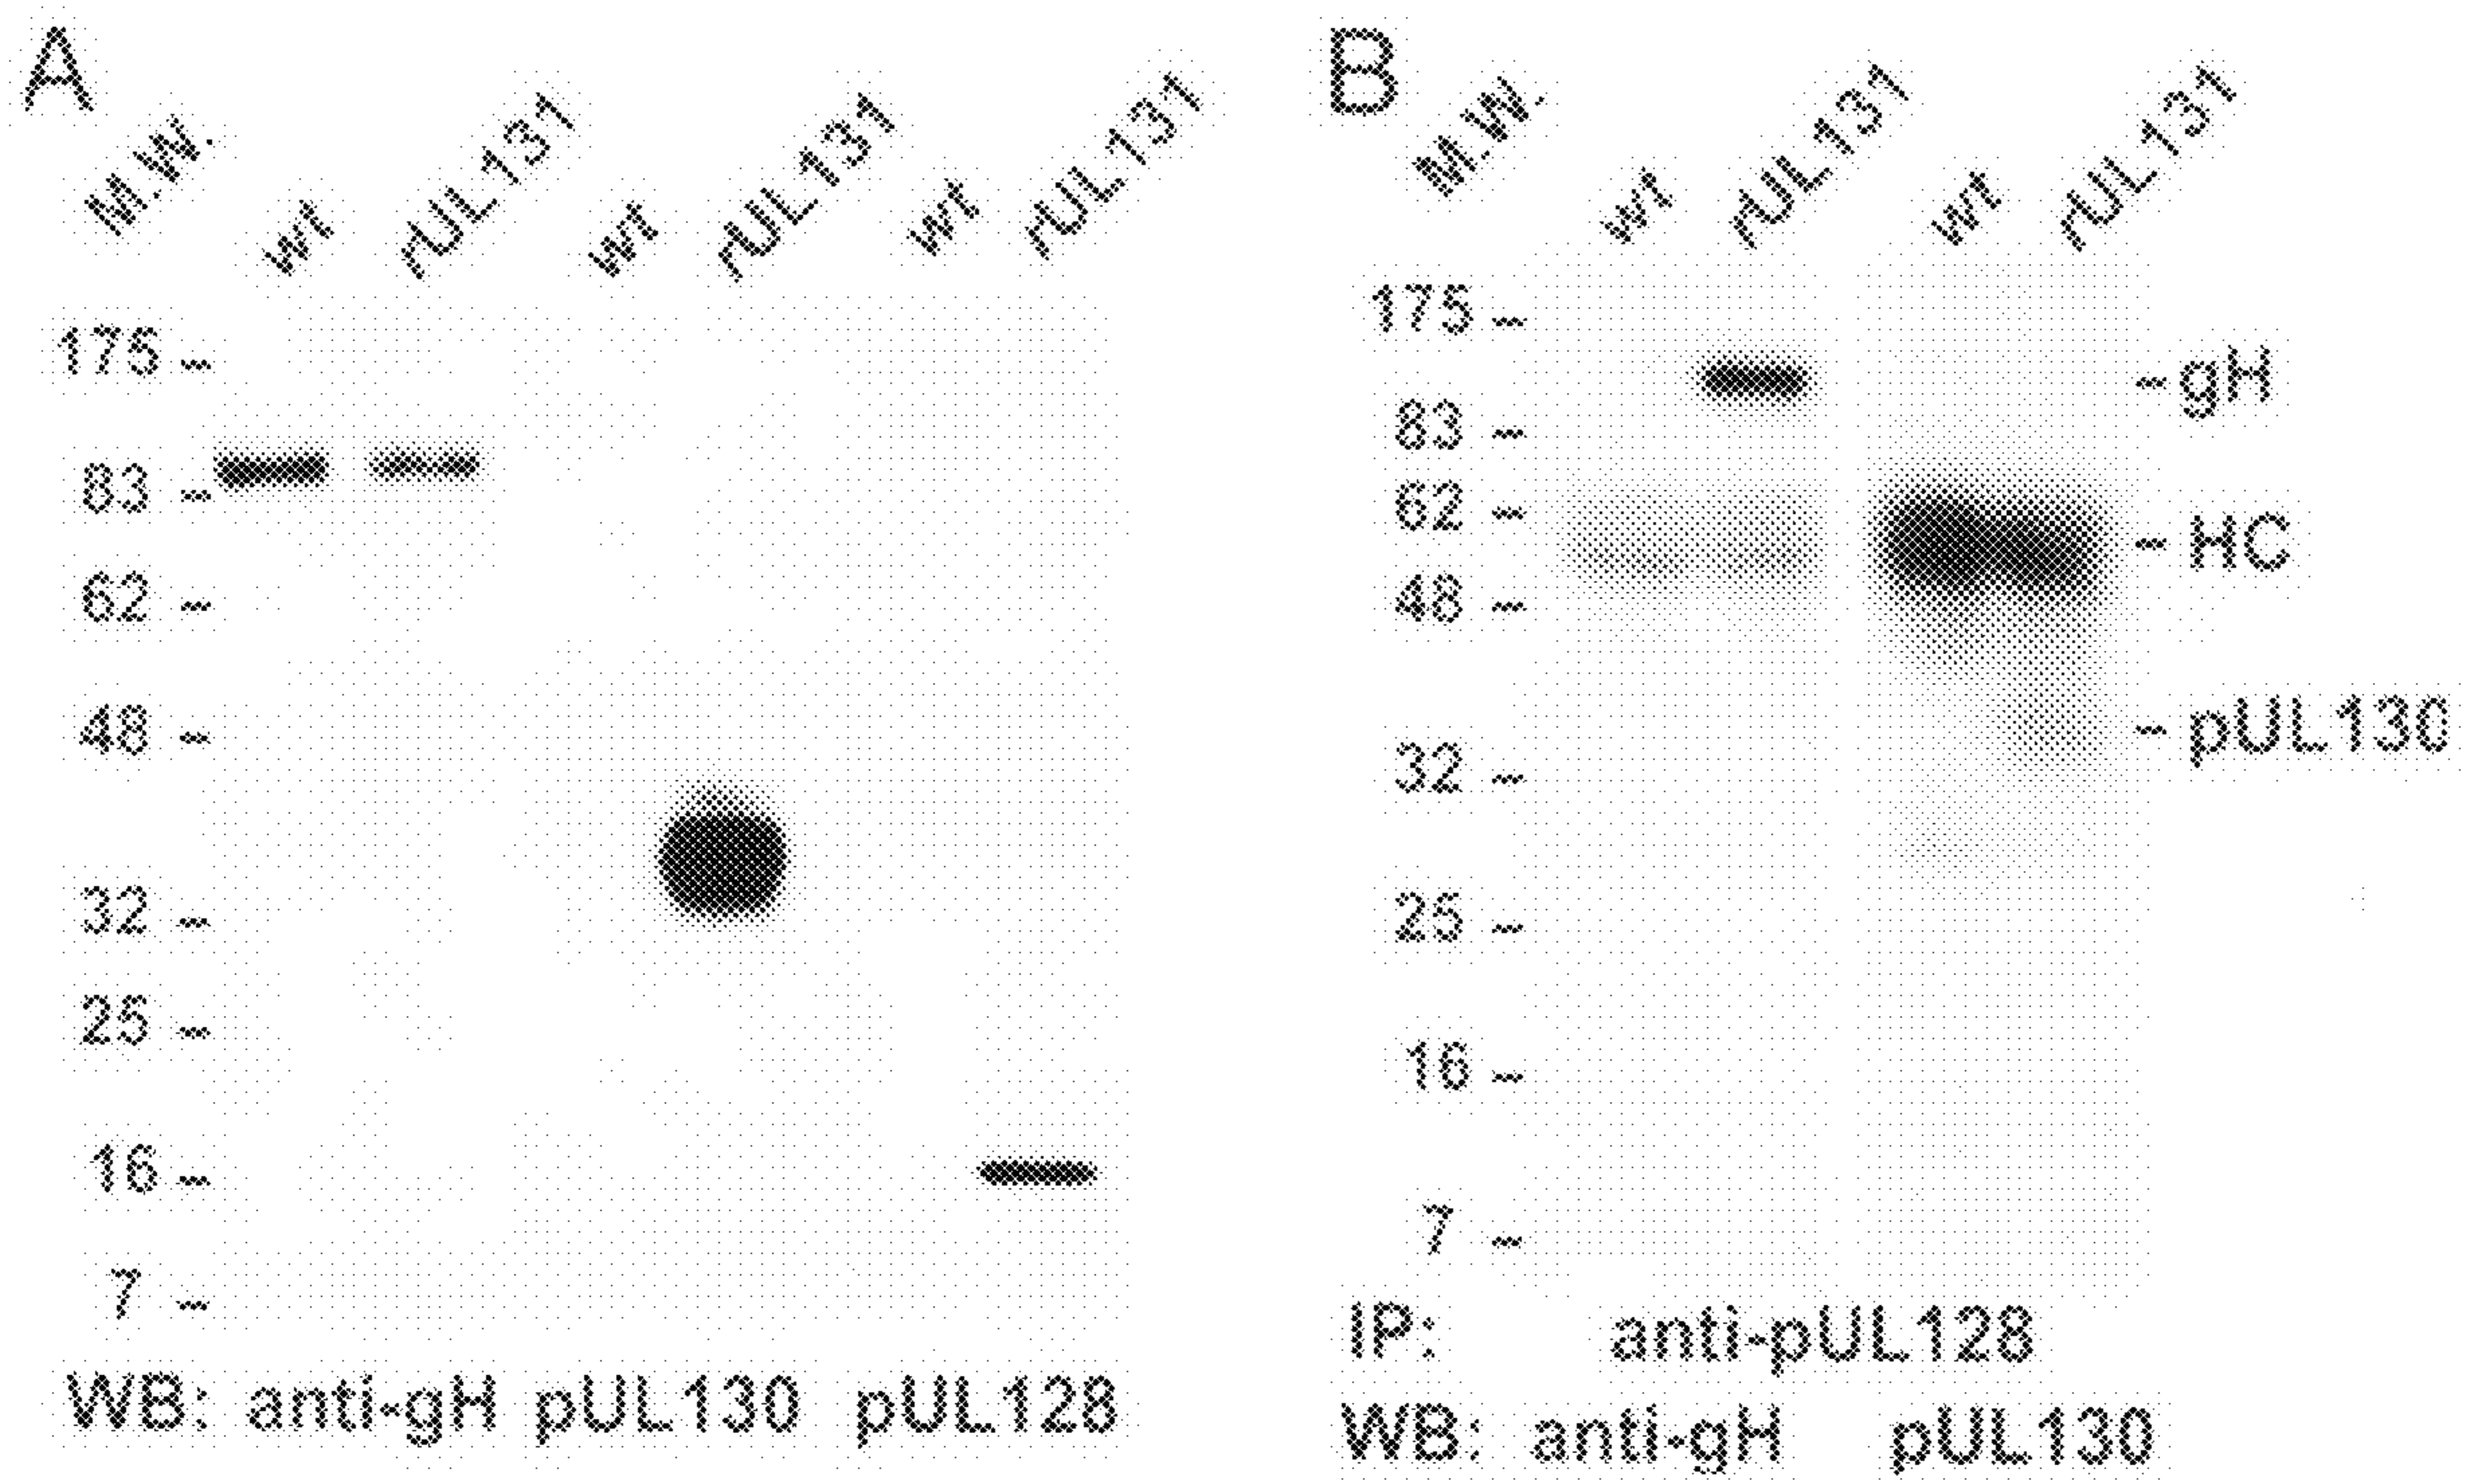 A
M.W. wt rUL131 wt rUL131 wt rUL131
175 -
83 -
62 -
48 -
32 -
25 -
16 -
7 -
WB: anti-gH pUL130 pUL128
B
M.W. wt rUL131 wt rUL131
175 -
83 -
62 -
48 -
32 -
25 -
16 -
7 -
- gH
- HC
- pUL130
IP: anti-pUL128
WB: anti-gH pUL130